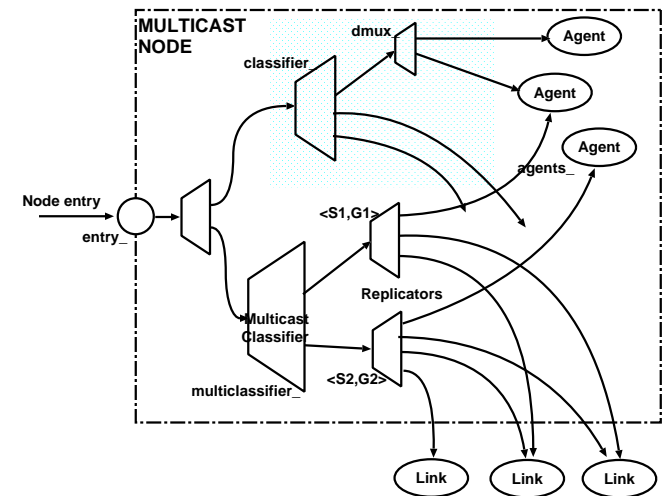 MULTICAST
NODE
dmux_
Agent
classifier_
Agent
Agent
agents_
Node entry
entry_
<S1,G1>
Replicators
Multicast
Classifier
<S2,G2>
multiclassifier_
Link
Link
Link